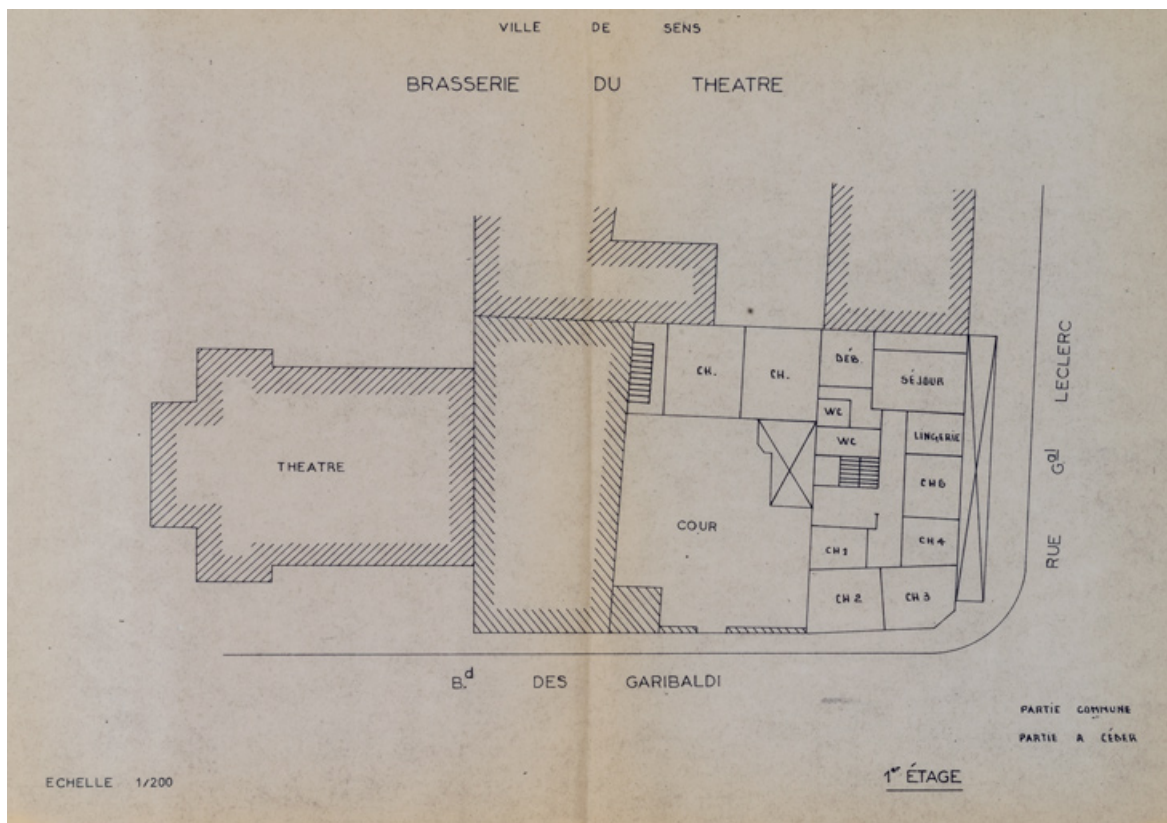 VILLE DE SENS
BRASSERIE DU THEATRE
DÉB.
CH.
CH.
SÉJOUR
WC
WC
LINGERIE
THEATRE
CH6
COUR
CH1
CH4
CH2
CH3
RUE Gal LECLERC
B.d DES GARIBALDI
PARTIE COMMUNE
PARTIE A CÉDER
ECHELLE 1/200
1er ÉTAGE